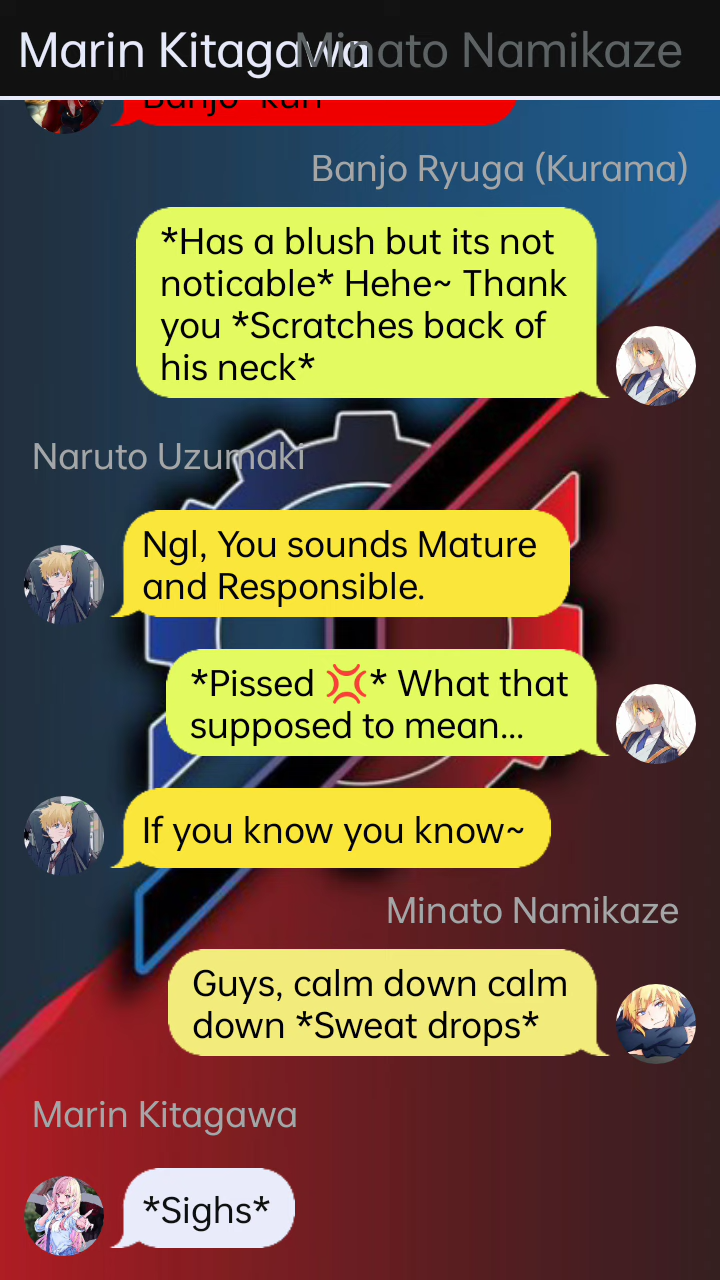 Marin Kitagawa Minato Namikaze
Banjo-kun
Banjo Ryuga (Kurama)
*Has a blush but its not
noticable* Hehe~ Thank
you *Scratches back of
his neck*
Naruto Uzumaki
Ngl, You sounds Mature
and Responsible.
*Pissed 💢* What that
supposed to mean...
If you know you know~
Minato Namikaze
Guys, calm down calm
down *Sweat drops*
Marin Kitagawa
*Sighs*